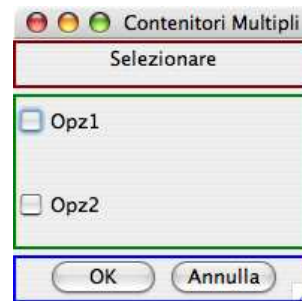 Contenitori Multipli
Selezionare
Opz1
Opz2
OK Annulla